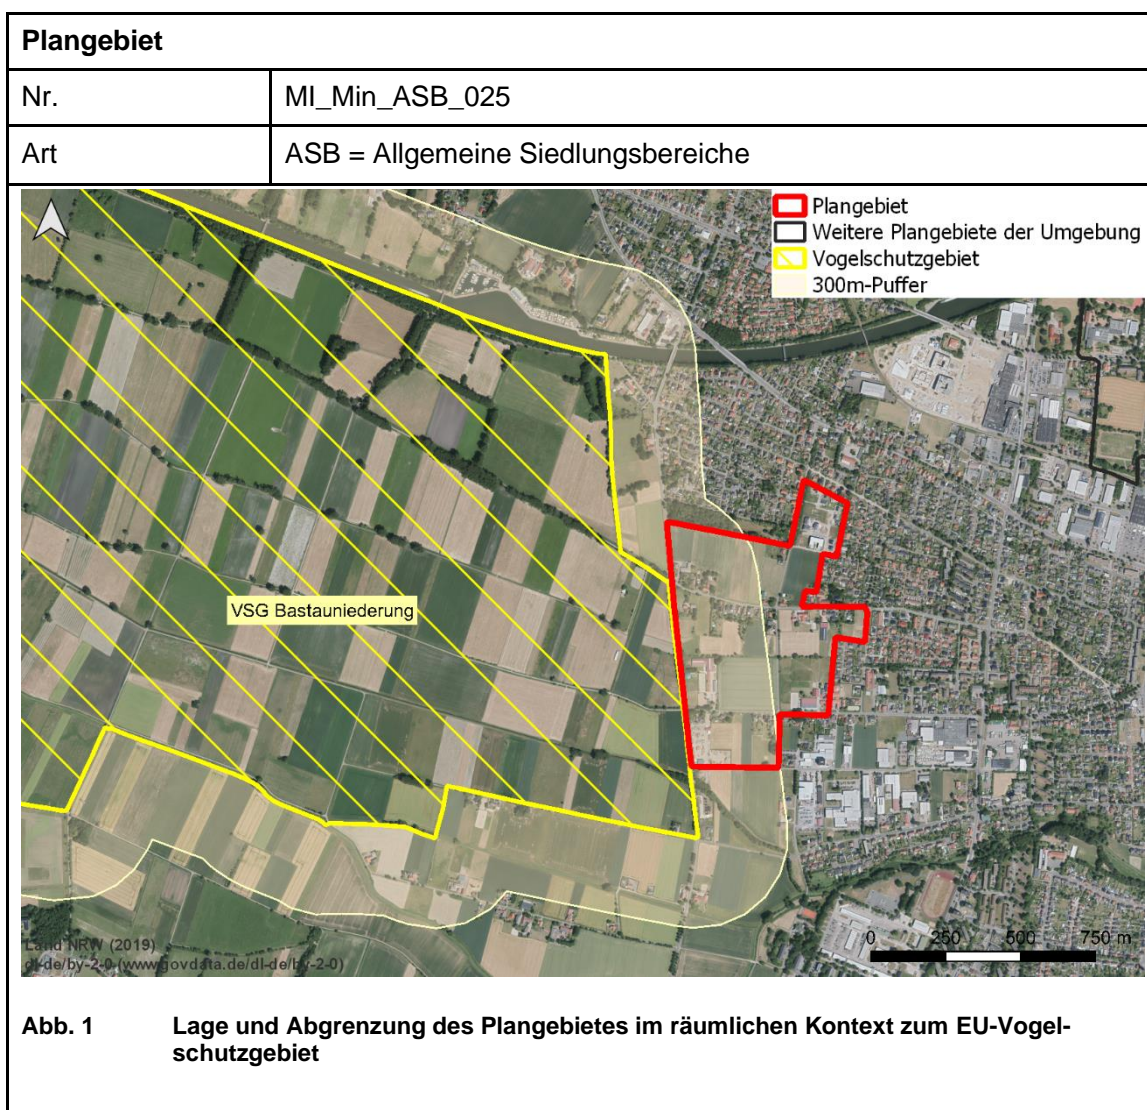 Plangebiet
Nr. MI_Min_ASB_025
Art ASB = Allgemeine Siedlungsbereiche
Plangebiet
Weitere Plangebiete der Umgebung
Vogelschutzgebiet
300m-Puffer
VSG Bastauniederung
0 250 500 750 m
Land NRW (2019)
dl-de/by-2-0 (www.govdata.de/dl-de/by-2-0)
Abb. 1 Lage und Abgrenzung des Plangebietes im räumlichen Kontext zum EU-Vogel-
schutzgebiet